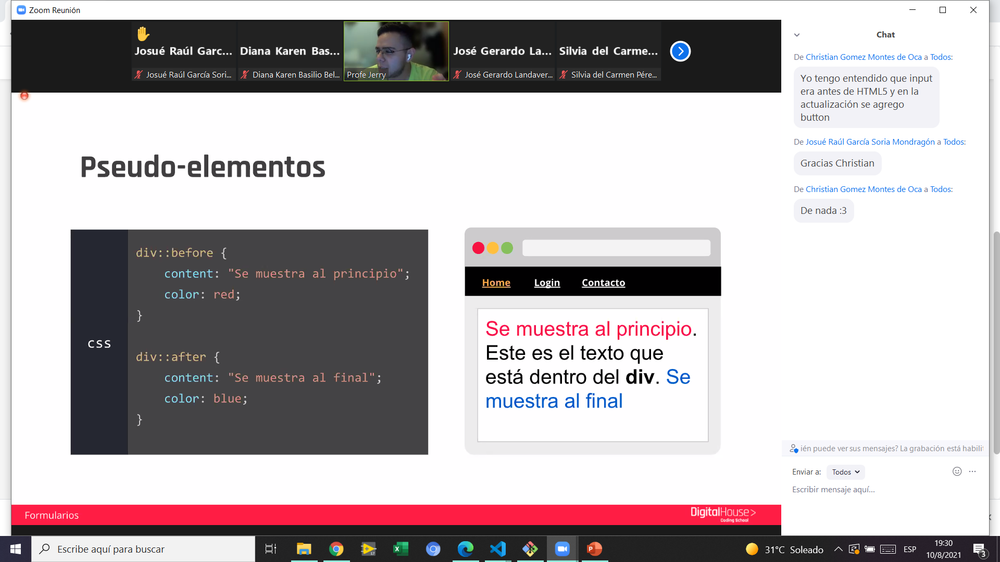 Zoom Reunión
Josué Raúl Garc...
Diana Karen Bas...
José Gerardo La...
Silvia del Carme...
Josué Raúl García Sori...
Diana Karen Basilio Bel...
Profe Jerry
José Gerardo Landaver...
Silvia del Carmen Pére...
Pseudo-elementos
css
div::before {
content: "Se muestra al principio";
color: red;
}
div::after {
content: "Se muestra al final";
color: blue;
}
Home Login Contacto
Se muestra al principio.
Este es el texto que
está dentro del div. Se
muestra al final
Formularios
DigitalHouse>
Coding School
Chat
De Christian Gomez Montes de Oca a Todos:
Yo tengo entendido que input
era antes de HTML5 y en la
actualización se agrego
button
De Josué Raúl García Soria Mondragón a Todos:
Gracias Christian
De Christian Gomez Montes de Oca a Todos:
De nada :3
ién puede ver sus mensajes? La grabación está habilit
Enviar a: Todos
Escribir mensaje aquí...
Escribe aquí para buscar
17
31°C Soleado
ESP
19:30
10/8/2021
3